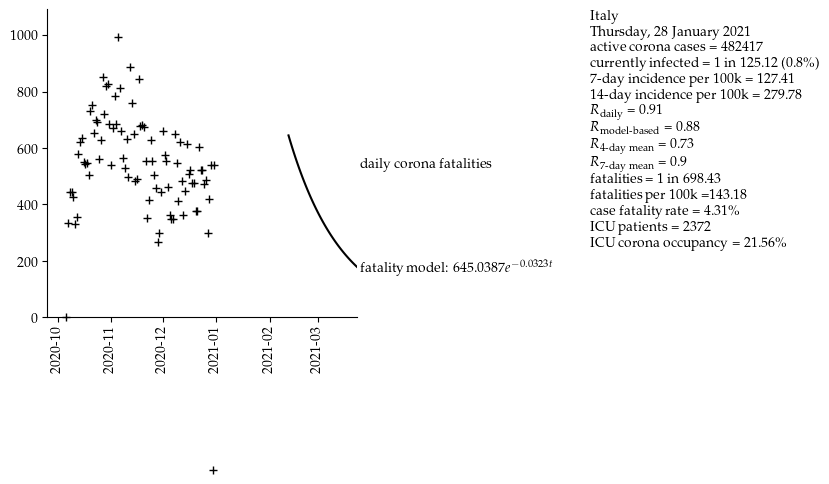 Italy
Thursday, 28 January 2021
active corona cases = 482417
currently infected = 1 in 125.12 (0.8%)
7-day incidence per 100k = 127.41
14-day incidence per 100k = 279.78
R_daily = 0.91
R_model-based = 0.88
R_4-day mean = 0.73
R_7-day mean = 0.9
fatalities = 1 in 698.43
fatalities per 100k =143.18
case fatality rate = 4.31%
ICU patients = 2372
ICU corona occupancy = 21.56%
1000
800
600
400
200
0
daily corona fatalities
fatality model: 645.0387e^{-0.0323t}
2020-10
2020-11
2020-12
2021-01
2021-02
2021-03